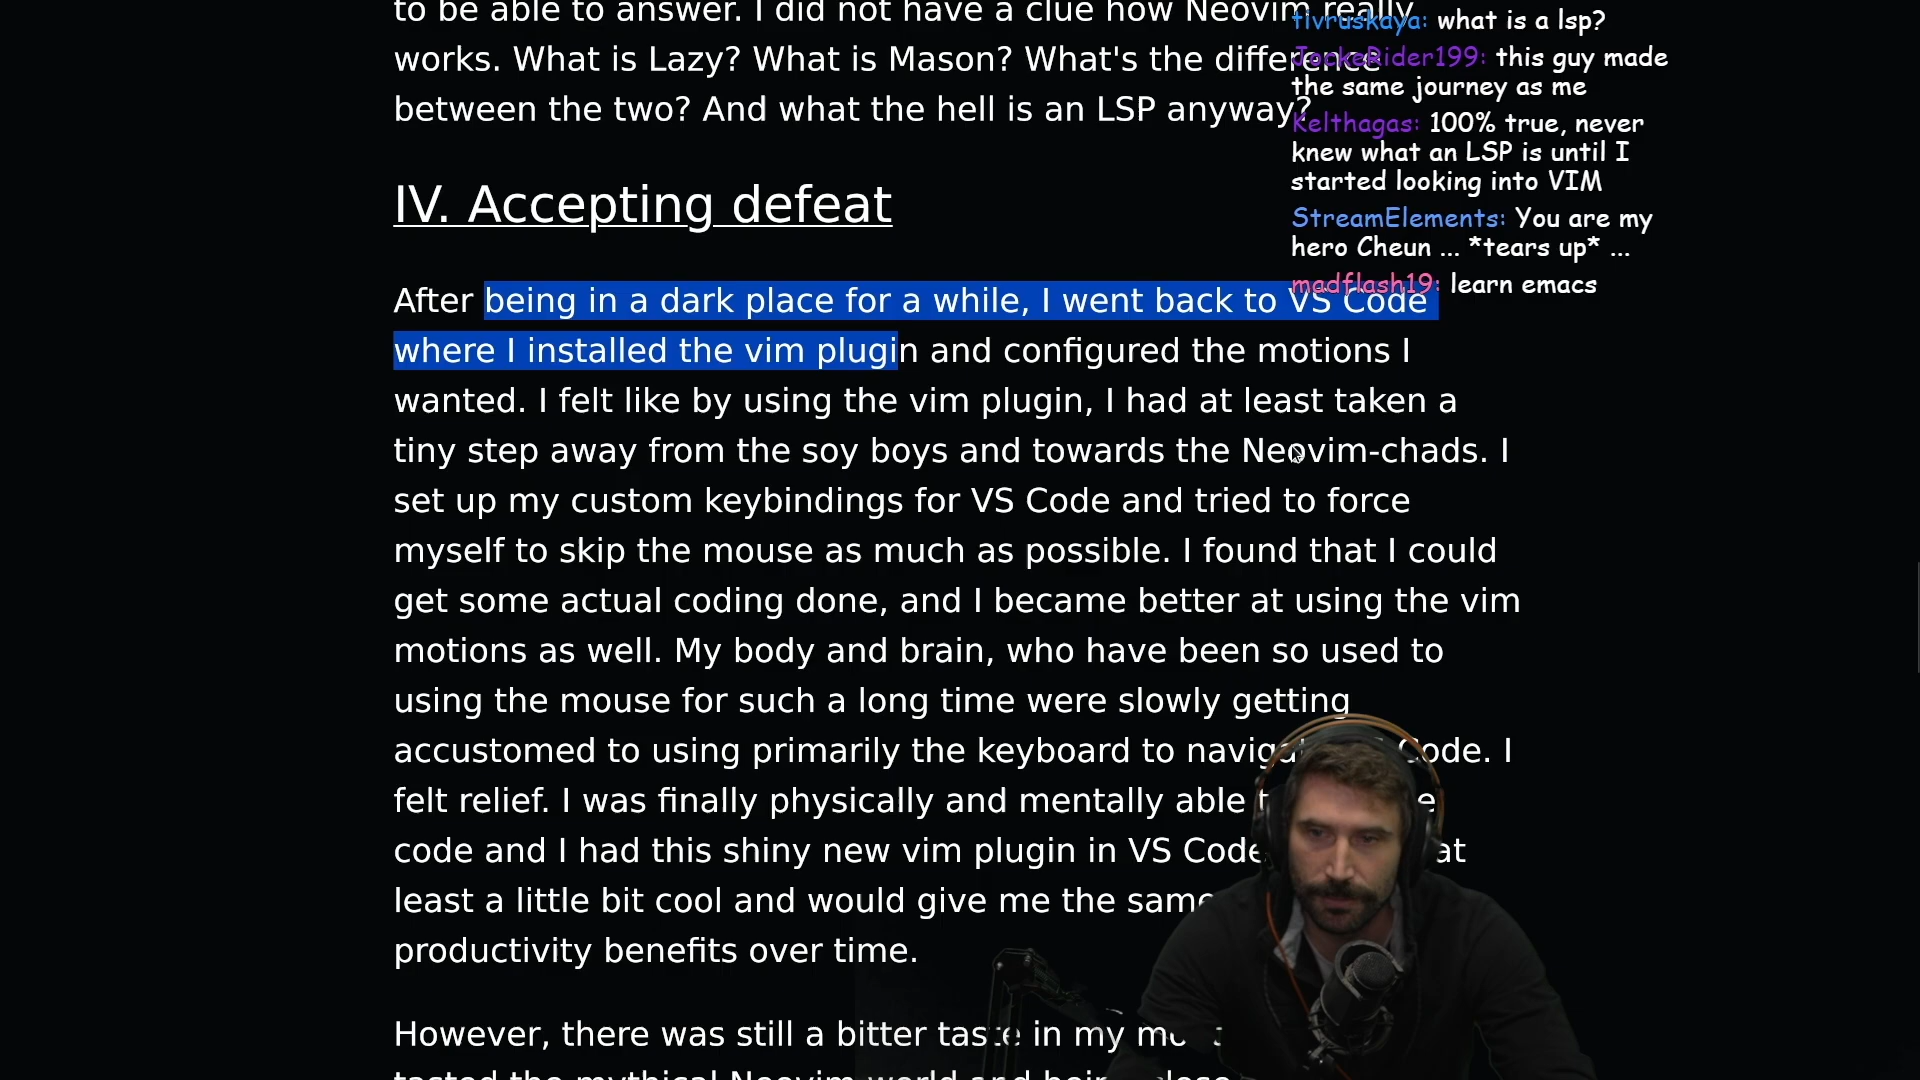 to be able to answer. I did not have a clue how Neovim really
works. What is Lazy? What is Mason? What's the difference
between the two? And what the hell is an LSP anyway?
IV. Accepting defeat
After being in a dark place for a while, I went back to VS Code
where I installed the vim plugin and configured the motions I
wanted. I felt like by using the vim plugin, I had at least taken a
tiny step away from the soy boys and towards the Neovim-chads. I
set up my custom keybindings for VS Code and tried to force
myself to skip the mouse as much as possible. I found that I could
get some actual coding done, and I became better at using the vim
motions as well. My body and brain, who have been so used to
using the mouse for such a long time were slowly getting
accustomed to using primarily the keyboard to Code. I
felt relief. I was finally physically and mentally able
code and I had this shiny new vim plugin in VS Code
least a little bit cool and would give me the same
productivity benefits over time.
However, there was still a bitter taste in my
tasted the mythical Neovim world and
tivruskaya: what is a lsp?
JockeRider199: this guy made
the same journey as me
Kelthagas: 100% true, never
knew what an LSP is until I
started looking into VIM
StreamElements: You are my
hero Cheun ... *tears up* ...
madflash19: learn emacs